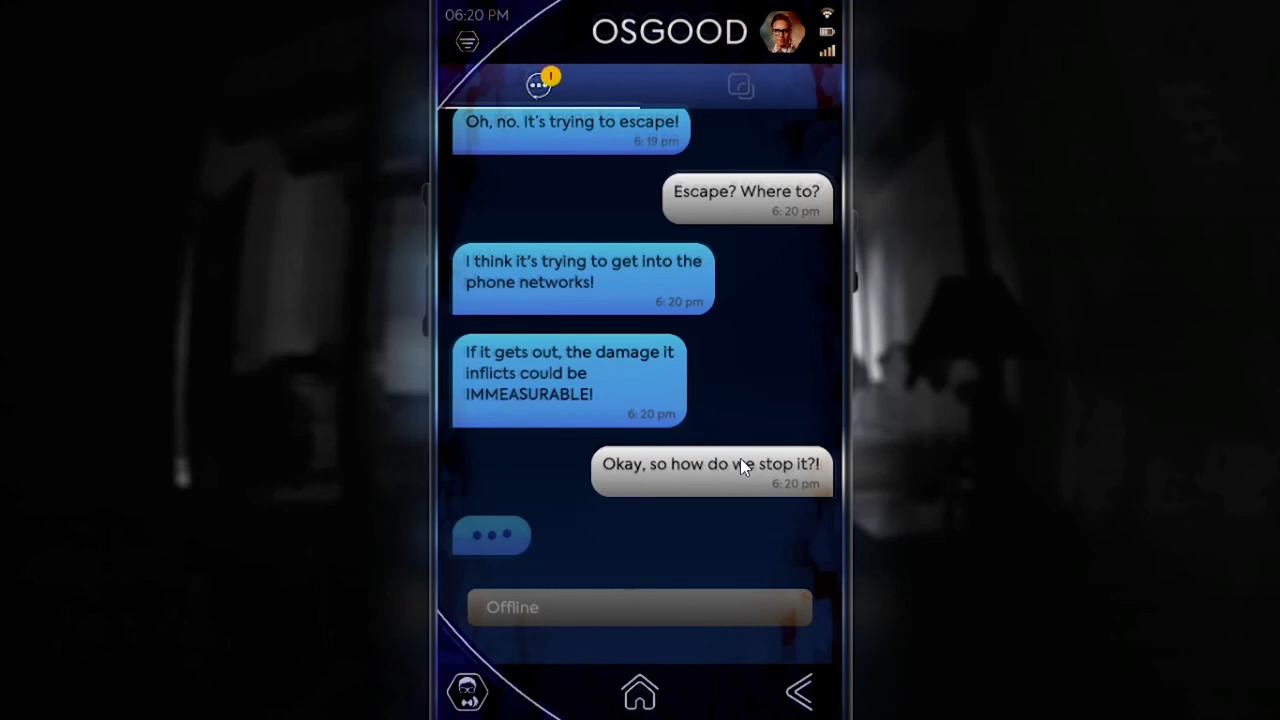 06:20 PM
OSGOOD
!
Oh, no. It's trying to escape!
6: 19 pm
Escape? Where to?
6: 20 pm
I think it's trying to get into the
phone networks!
6: 20 pm
If it gets out, the damage it
inflicts could be
IMMEASURABLE!
6: 20 pm
Okay, so how do we stop it?!
6: 20 pm
Offline